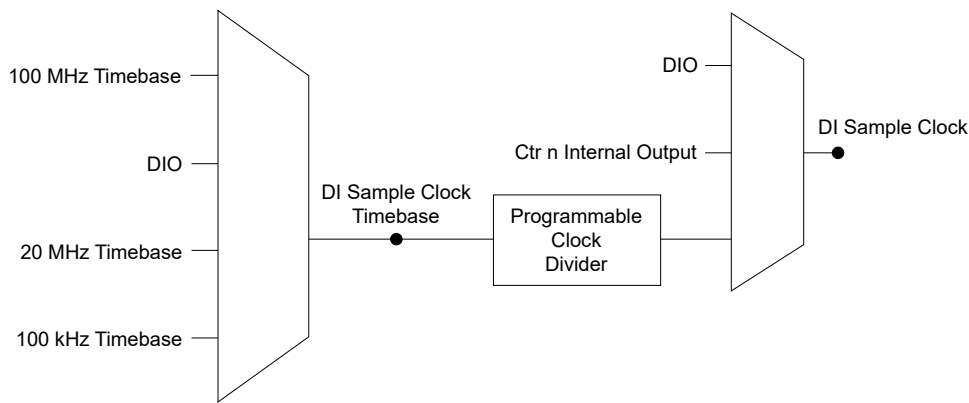 100 MHz Timebase
DIO
20 MHz Timebase
100 kHz Timebase
DI Sample Clock
Timebase
Programmable
Clock
Divider
DIO
Ctr n Internal Output
DI Sample Clock